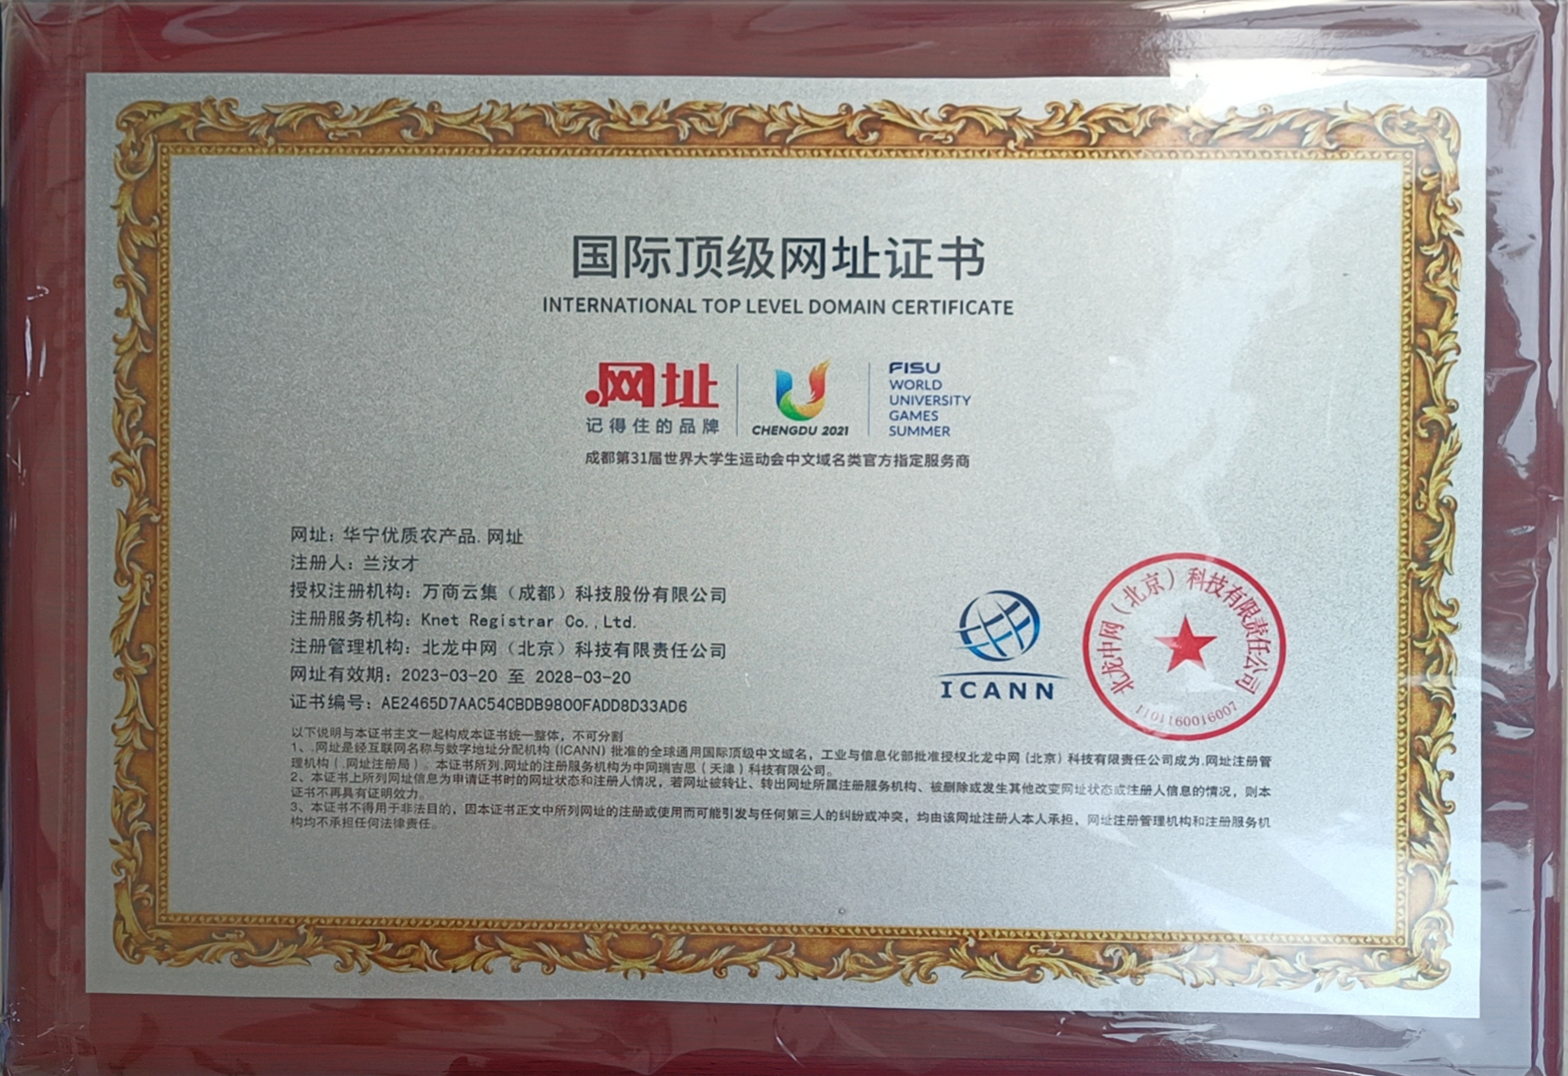 国际顶级网址证书
INTERNATIONAL TOP LEVEL DOMAIN CERTIFICATE
.网址
记得住的品牌
CHENGDU 2021
FISU
WORLD
UNIVERSITY
GAMES
SUMMER
成都第31届世界大学生运动会中文域名类官方指定服务商
网址：华宁优质农产品.网址
注册人：兰汝才
授权注册机构：万商云集（成都）科技股份有限公司
注册服务机构：Knet Registrar Co.,Ltd.
注册管理机构：北龙中网（北京）科技有限责任公司
网址有效期：2023-03-20 至 2028-03-20
证书编号：AE2465D7AAC54CBDB9800FADD8D33AD6
ICANN
北龙中网（北京）科技有限责任公司
1101160016007
以下说明与本证书主文一起构成本证书统一整体，不可分割
1、.网址是经互联网名称与数字地址分配机构（ICANN）批准的全球通用国际顶级中文域名，工业与信息化部批准授权北龙中网（北京）科技有限责任公司成为.网址注册管
理机构（.网址注册局）。本证书所列.网址的注册服务机构为中网瑞吉思（天津）科技有限公司。
2、本证书上所列网址信息为申请证书时的网址状态和注册人情况，若网址被转让、转出网址所属注册服务机构、被删除或发生其他改变网址状态或注册人信息的情况，则本
证书不再具有证明效力。
3、本证书不得用于非法目的，因本证书正文中所列网址的注册或使用而可能引发与任何第三人的纠纷或冲突，均由该网址注册人本人承担、网址注册管理机构和注册服务机
构均不承担任何法律责任。